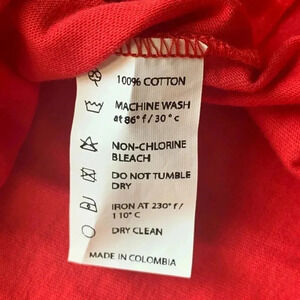 100% COTTON
MACHINE WASH
at 86° f / 30° c
NON-CHLORINE
BLEACH
DO NOT TUMBLE
DRY
IRON AT 230° f /
110° C
DRY CLEAN
MADE IN COLOMBIA